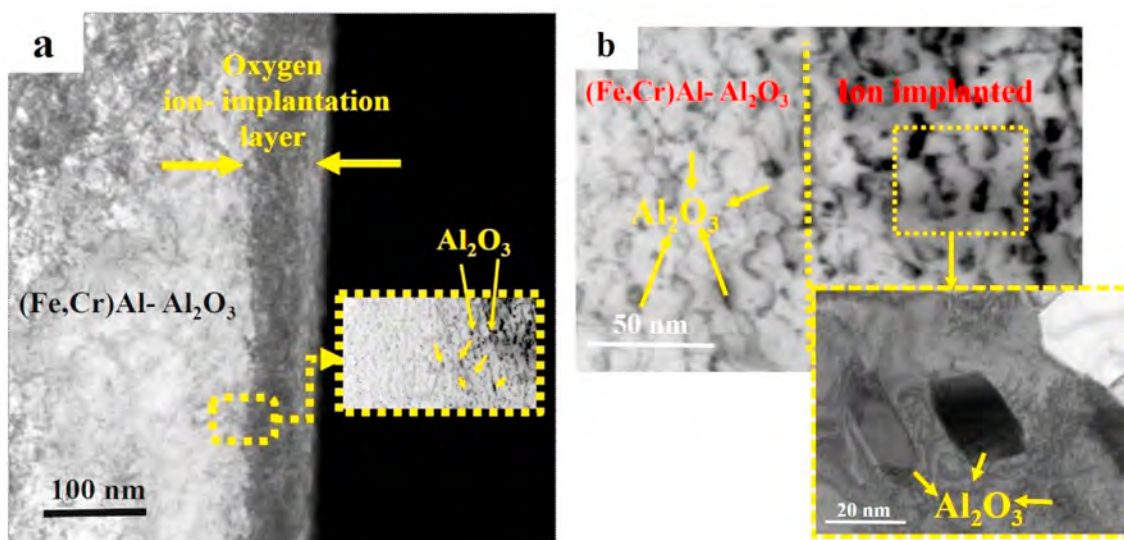 a
Oxygen
ion- implantation
layer
Al₂O₃
(Fe,Cr)Al- Al₂O₃
100 nm
b
(Fe,Cr)Al- Al₂O₃
Ion implanted
Al₂O₃
50 nm
Al₂O₃
20 nm